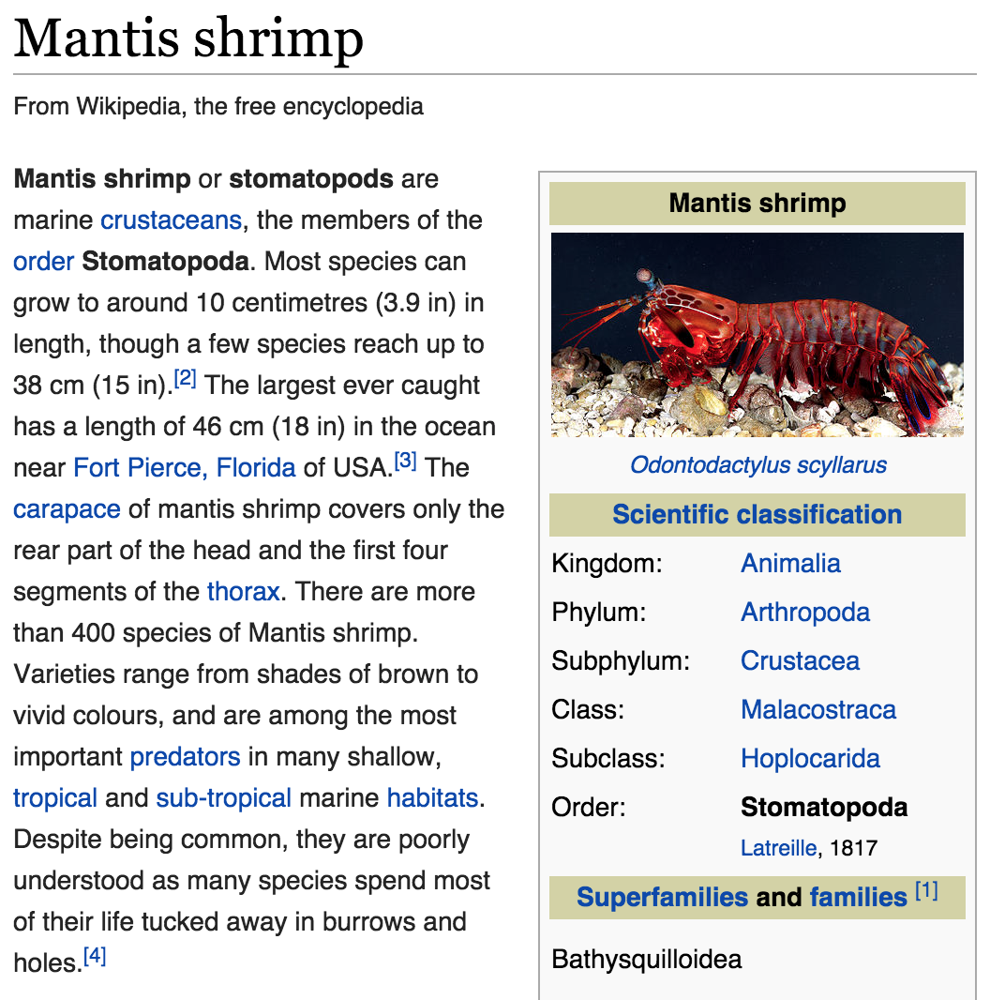 Mantis shrimp
From Wikipedia, the free encyclopedia
Mantis shrimp or stomatopods are
marine crustaceans, the members of the
order Stomatopoda. Most species can
grow to around 10 centimetres (3.9 in) in
length, though a few species reach up to
38 cm (15 in).[2] The largest ever caught
has a length of 46 cm (18 in) in the ocean
near Fort Pierce, Florida of USA.[3] The
carapace of mantis shrimp covers only the
rear part of the head and the first four
segments of the thorax. There are more
than 400 species of Mantis shrimp.
Varieties range from shades of brown to
vivid colours, and are among the most
important predators in many shallow,
tropical and sub-tropical marine habitats.
Despite being common, they are poorly
understood as many species spend most
of their life tucked away in burrows and
holes.[4]
Mantis shrimp
Odontodactylus scyllarus
Scientific classification
Kingdom: Animalia
Phylum: Arthropoda
Subphylum: Crustacea
Class: Malacostraca
Subclass: Hoplocarida
Order: Stomatopoda
Latreille, 1817
Superfamilies and families [1]
Bathysquilloidea